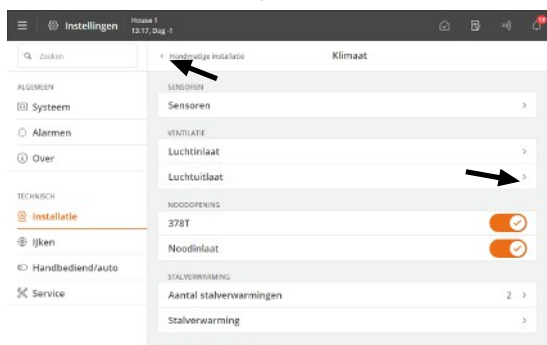 Instellingen
House 1
13:17, Dag -1
Zoeken
Handmatige installatie
Klimaat
ALGEMEEN
Systeem
Alarmen
Over
TECHNISCH
Installatie
IJken
Handbediend/auto
Service
SENSOREN
Sensoren
VENTILATIE
Luchtinlaat
Luchtuitlaat
NOODOPENING
378T
Noodinlaat
STALVERWARMING
Aantal stalverwarmingen 2
Stalverwarming